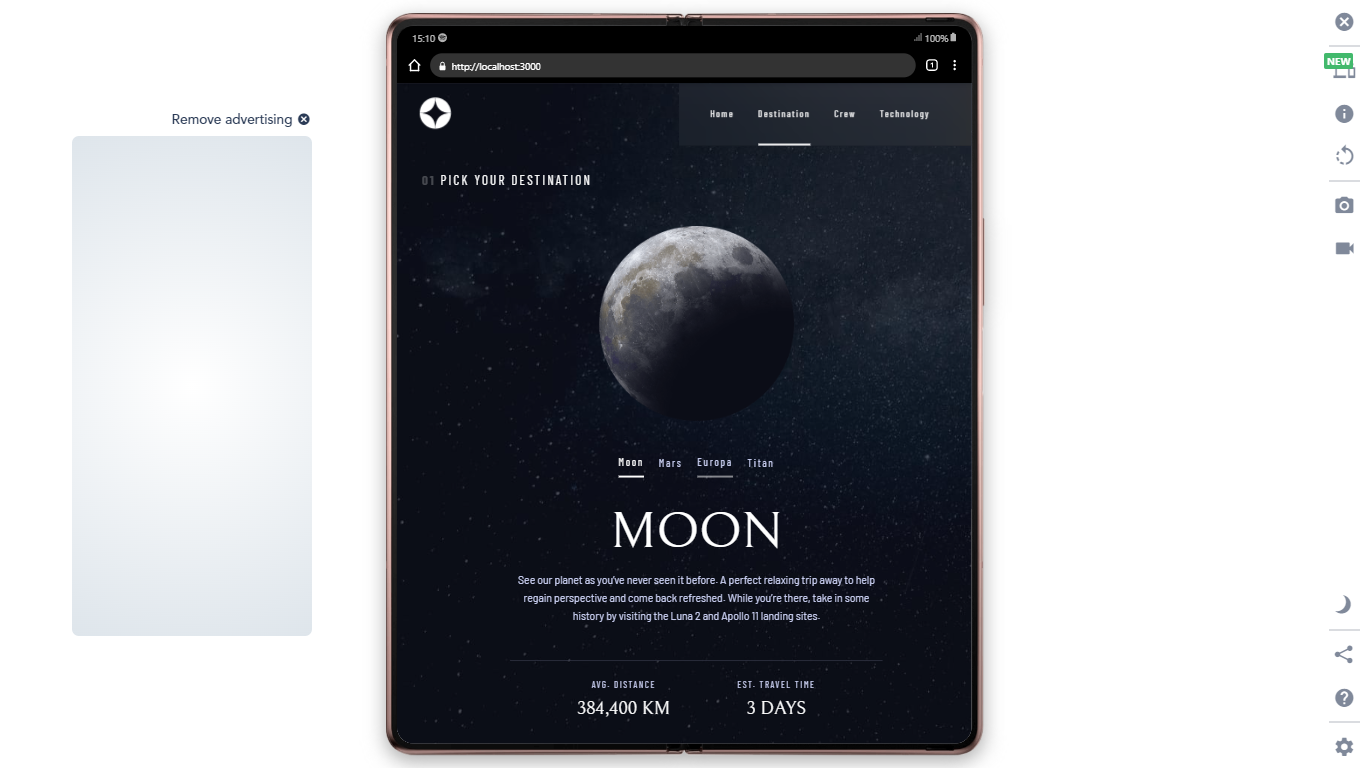 15:10
100%
http://localhost:3000
1
NEW
Remove advertising
Home Destination Crew Technology
01 PICK YOUR DESTINATION
Moon Mars Europa Titan
MOON
See our planet as you've never seen it before. A perfect relaxing trip away to help
regain perspective and come back refreshed. While you're there, take in some
history by visiting the Luna 2 and Apollo 11 landing sites.
AVG. DISTANCE
384,400 KM
EST. TRAVEL TIME
3 DAYS